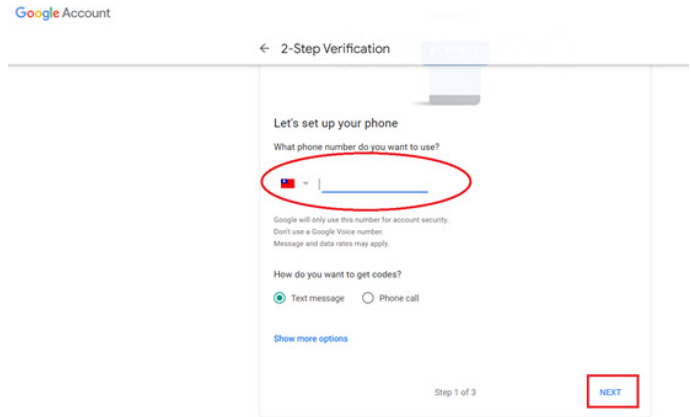 Google Account
← 2-Step Verification
Let's set up your phone
What phone number do you want to use?
Google will only use this number for account security.
Don't use a Google Voice number.
Message and data rates may apply.
How do you want to get codes?
Text message Phone call
Show more options
Step 1 of 3 NEXT